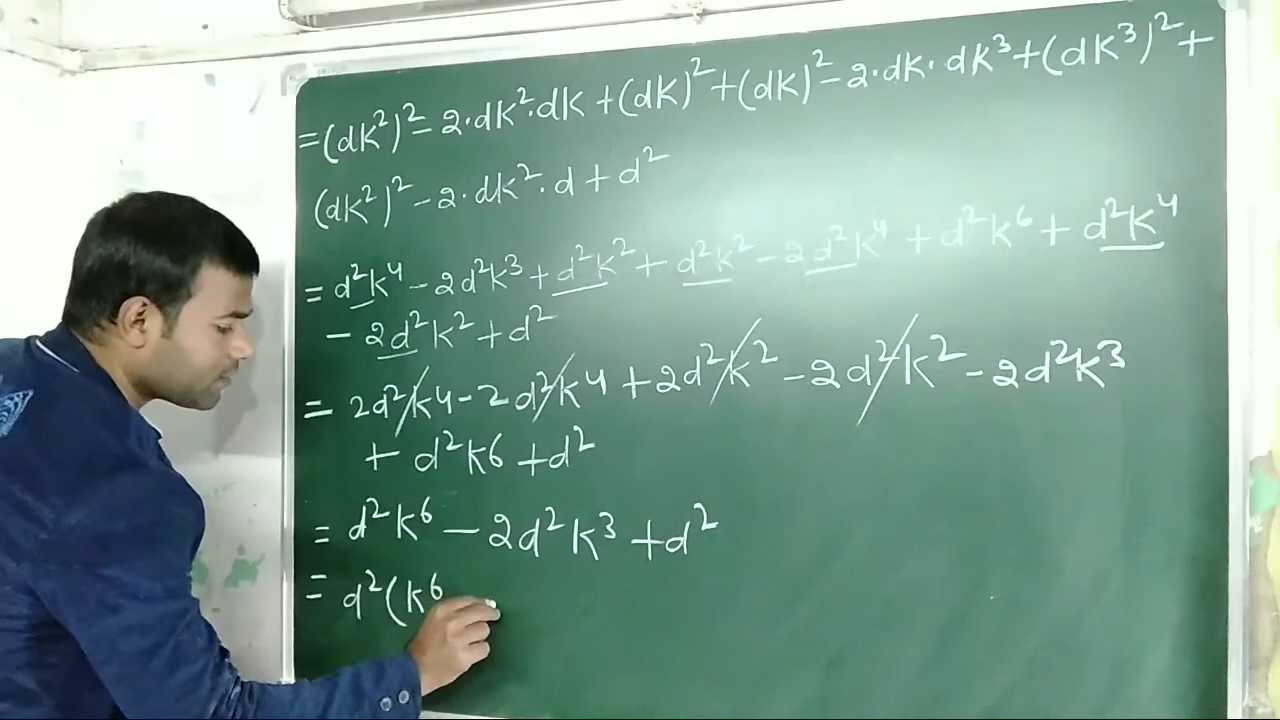 =(dk²)²-2·dk²·dk+(dk)²+(dk)²-2·dk·dk³+(dk³)²+
(dk²)²-2·dk²·d+d²
=d²k⁴-2d²k³+d²k²+d²k²-2d²k⁴+d²k⁶+d²k⁴
-2d²k²+d²
=2d²k⁴-2d²k⁴+2d²k²-2d²k²-2d²k³
+d²k⁶+d²
=d²k⁶-2d²k³+d²
=d²(k⁶